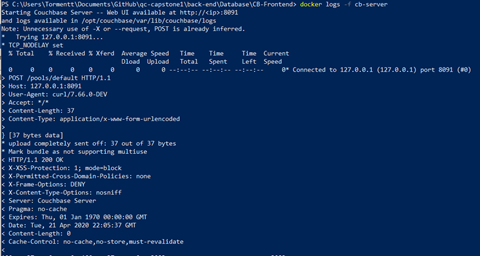 PS C:\Users\Tormentt\Documents\GitHub\qc-capstone1\back-end\Database\CB-Frontend> docker logs -f cb-server
Starting Couchbase Server -- Web UI available at http://<ip>:8091
and logs available in /opt/couchbase/var/lib/couchbase/logs
Note: Unnecessary use of -X or --request, POST is already inferred.
* Trying 127.0.0.1:8091...
* TCP_NODELAY set
% Total % Received % Xferd Average Speed Time Time Time Current
Dload Upload Total Spent Left Speed
0 0 0 0 0 0 0 0 --:--:-- --:--:-- --:--:-- 0* Connected to 127.0.0.1 (127.0.0.1) port 8091 (#0)
> POST /pools/default HTTP/1.1
> Host: 127.0.0.1:8091
> User-Agent: curl/7.66.0-DEV
> Accept: */*
> Content-Length: 37
> Content-Type: application/x-www-form-urlencoded
>
} [37 bytes data]
* upload completely sent off: 37 out of 37 bytes
* Mark bundle as not supporting multiuse
< HTTP/1.1 200 OK
< X-XSS-Protection: 1; mode=block
< X-Permitted-Cross-Domain-Policies: none
< X-Frame-Options: DENY
< X-Content-Type-Options: nosniff
< Server: Couchbase Server
< Pragma: no-cache
< Expires: Thu, 01 Jan 1970 00:00:00 GMT
< Date: Tue, 21 Apr 2020 22:05:37 GMT
< Content-Length: 0
< Cache-Control: no-cache,no-store,must-revalidate
<